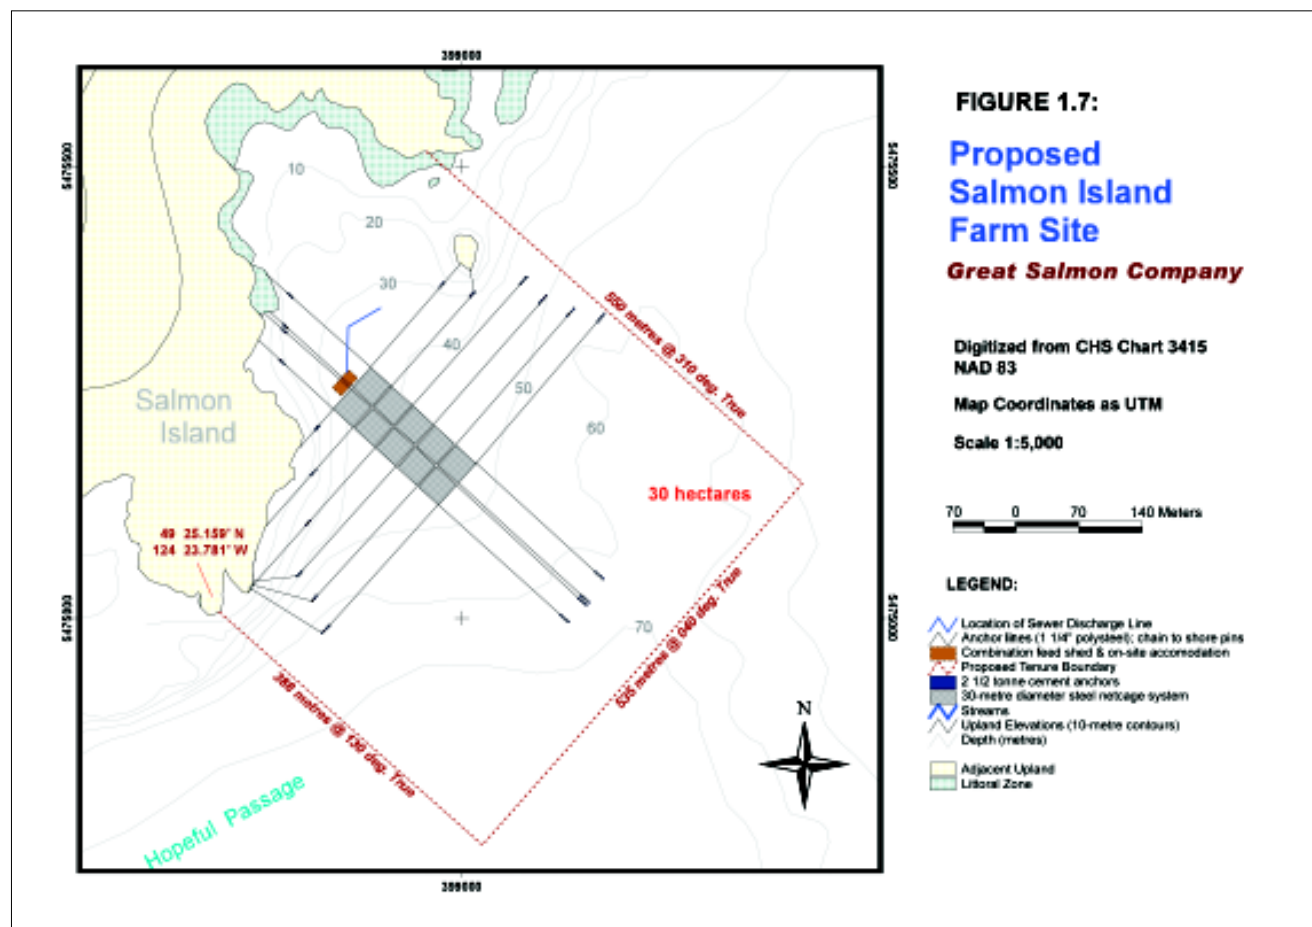 399000
FIGURE 1.7:
Proposed
Salmon Island
Farm Site
Great Salmon Company
Digitized from CHS Chart 3415
NAD 83
Map Coordinates as UTM
Scale 1:5,000
70 0 70 140 Meters
LEGEND:
Location of Sewer Discharge Line
Anchor lines (1 1/4" polysteel); chain to shore pins
Combination feed shed & on-site accomodation
Proposed Tenure Boundary
2 1/2 tonne cement anchors
30-metre diameter steel netcage system
Streams
Upland Elevations (10-metre contours)
Depth (metres)
Adjacent Upland
Littoral Zone
5475500
5475500
10
20
30
40
50
60
70
550 metres @ 310 deg. True
Salmon
Island
30 hectares
49 25.159" N
124 23.781" W
5475000
5475000
535 metres @ 040 deg. True
388 metres @ 130 deg. True
N
Hopeful Passage
399000